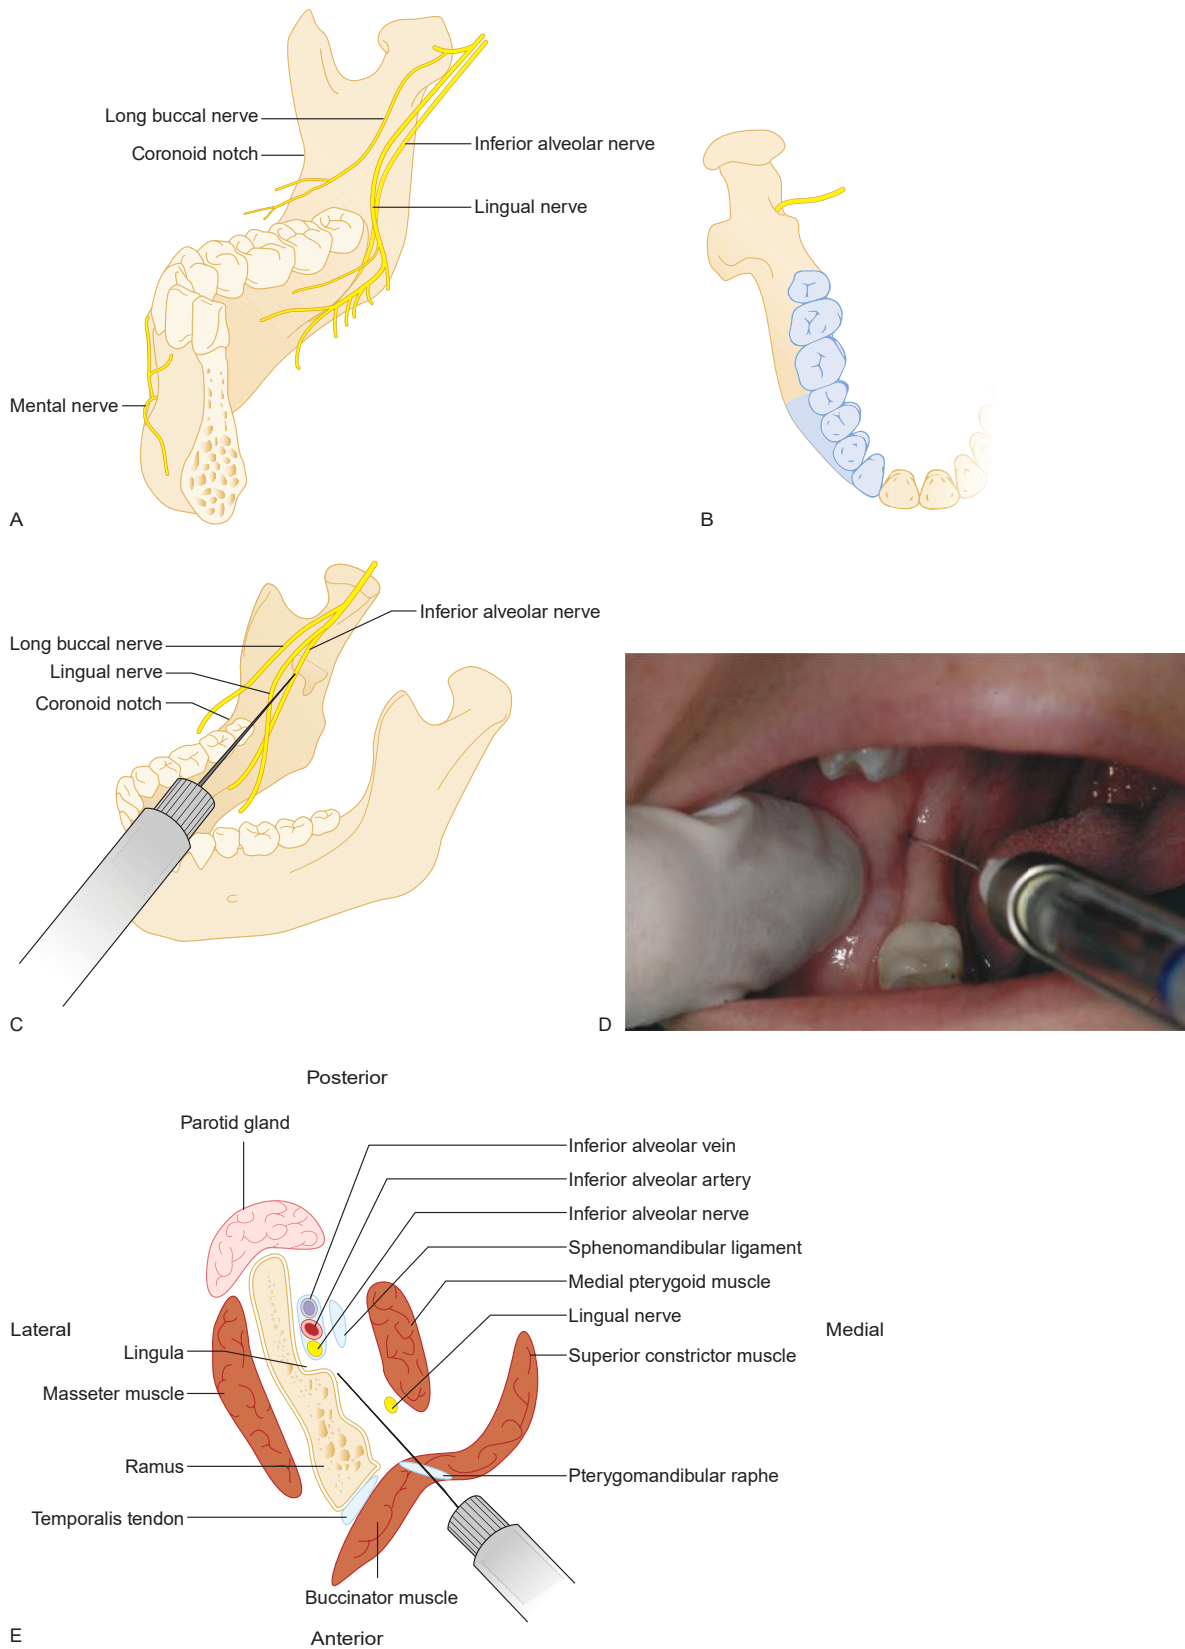 Long buccal nerve
Coronoid notch
Inferior alveolar nerve
Lingual nerve
Mental nerve
A
B
Long buccal nerve
Lingual nerve
Coronoid notch
Inferior alveolar nerve
C
D
Posterior
Parotid gland
Inferior alveolar vein
Inferior alveolar artery
Inferior alveolar nerve
Sphenomandibular ligament
Medial pterygoid muscle
Lingual nerve
Lateral
Medial
Superior constrictor muscle
Lingula
Masseter muscle
Ramus
Pterygomandibular raphe
Temporalis tendon
Buccinator muscle
E
Anterior